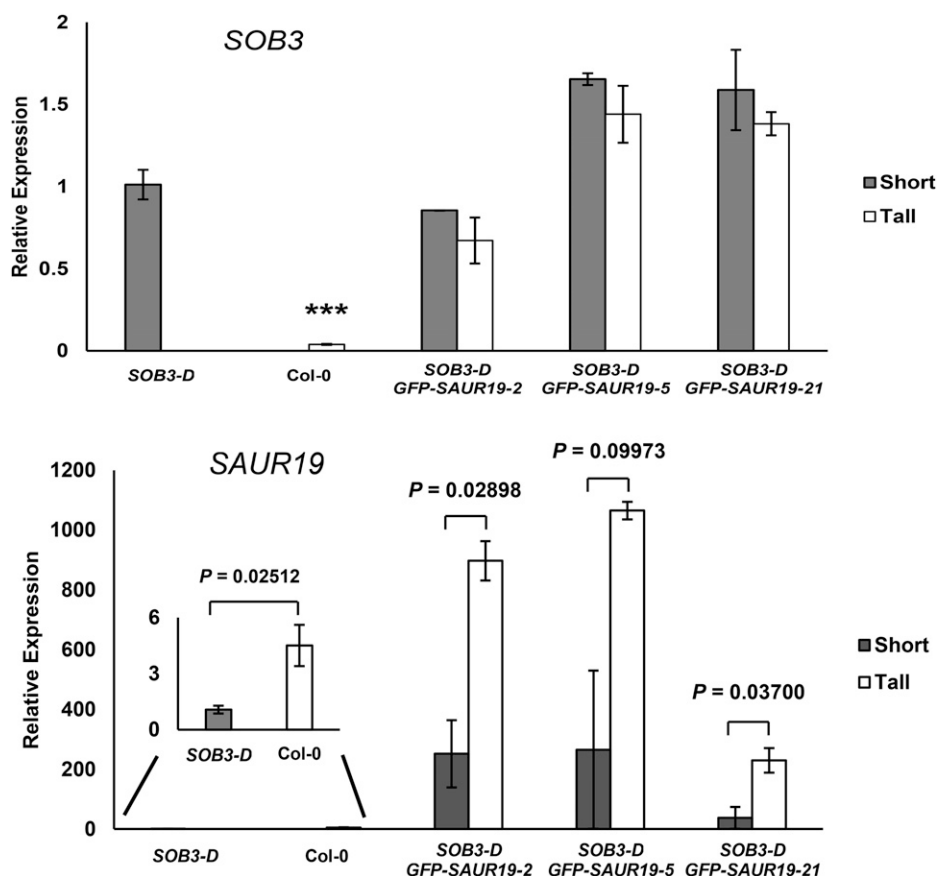 SOB3
2
1.5
1
0.5
0
Relative Expression
***
Short
Tall
SOB3-D
Col-0
SOB3-D
GFP-SAUR19-2
SOB3-D
GFP-SAUR19-5
SOB3-D
GFP-SAUR19-21
SAUR19
1200
1000
800
600
400
200
0
Relative Expression
P = 0.02512
6
3
0
SOB3-D
Col-0
P = 0.02898
P = 0.09973
P = 0.03700
Short
Tall
SOB3-D
Col-0
SOB3-D
GFP-SAUR19-2
SOB3-D
GFP-SAUR19-5
SOB3-D
GFP-SAUR19-21